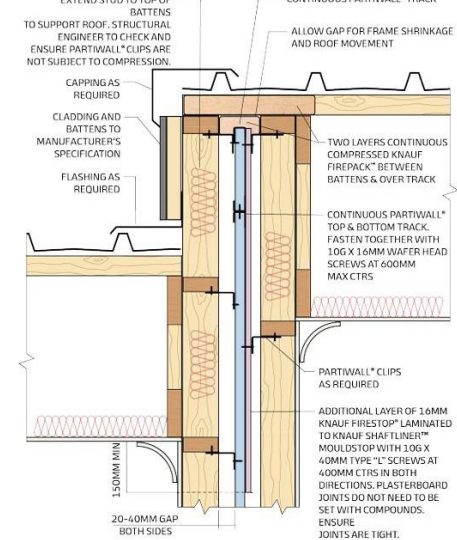 EXTEND STUD TO TOP OF
BATTENS
TO SUPPORT ROOF. STRUCTURAL
ENGINEER TO CHECK AND
ENSURE PARTIWALL® CLIPS ARE
NOT SUBJECT TO COMPRESSION.
CAPPING AS
REQUIRED
CLADDING AND
BATTENS TO
MANUFACTURER'S
SPECIFICATION
FLASHING AS
REQUIRED
CONTINUOUS PARTIWALL® TRACK
ALLOW GAP FOR FRAME SHRINKAGE
AND ROOF MOVEMENT
TWO LAYERS CONTINUOUS
COMPRESSED KNAUF
FIREPACK™ BETWEEN
BATTENS & OVER TRACK
CONTINUOUS PARTIWALL®
TOP & BOTTOM TRACK.
FASTEN TOGETHER WITH
10G X 16MM WAFER HEAD
SCREWS AT 600MM
MAX CTRS
PARTIWALL® CLIPS
AS REQUIRED
ADDITIONAL LAYER OF 16MM
KNAUF FIRESTOP® LAMINATED
TO KNAUF SHAFTLINER™
MOULDSTOP WITH 10G X
40MM TYPE "L" SCREWS AT
400MM CTRS IN BOTH
DIRECTIONS. PLASTERBOARD
JOINTS DO NOT NEED TO BE
SET WITH COMPOUNDS.
ENSURE
JOINTS ARE TIGHT.
150MM MIN
20-40MM GAP
BOTH SIDES